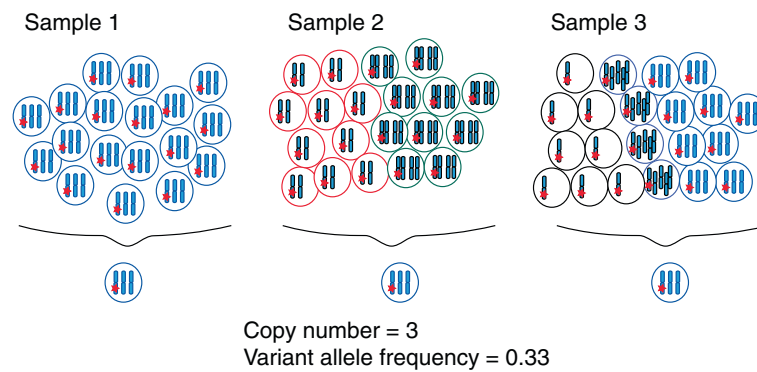 Sample 1
Sample 2
Sample 3
Copy number = 3
Variant allele frequency = 0.33